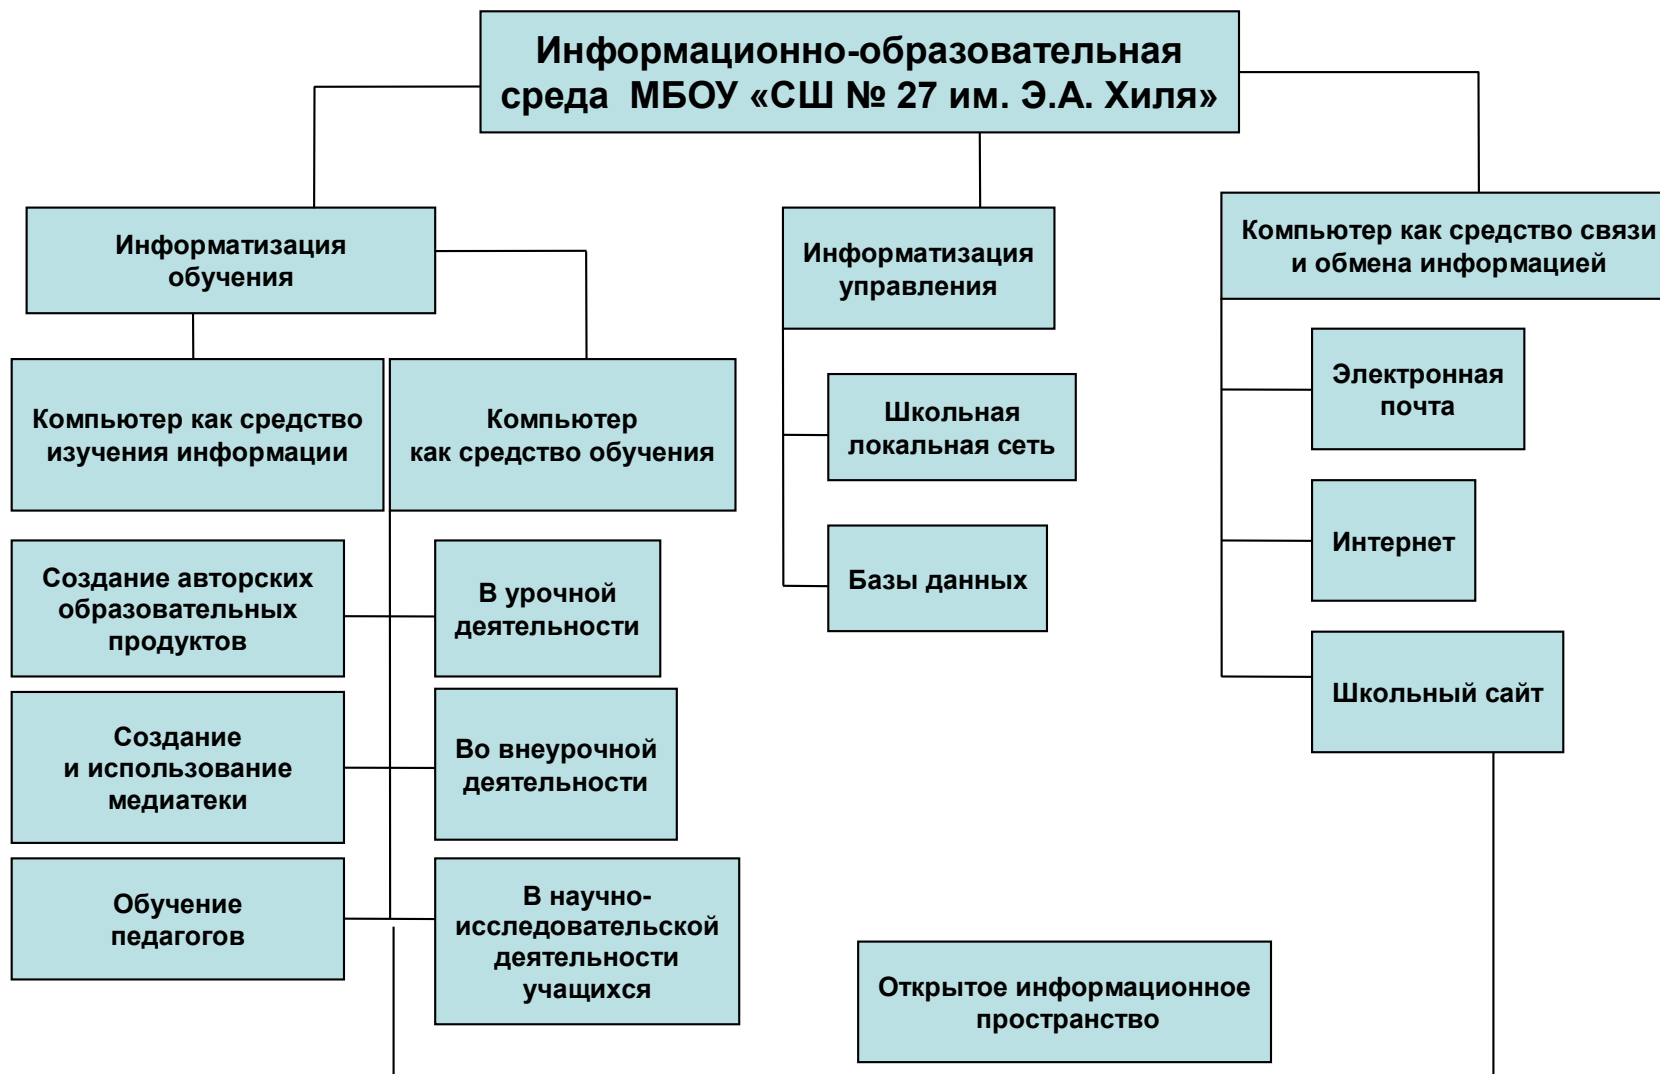 Информационно-образовательная
среда МБОУ «СШ № 27 им. Э.А. Хиля»
Информатизация
обучения
Информатизация
управления
Компьютер как средство связи
и обмена информацией
Компьютер как средство
изучения информации
Компьютер
как средство обучения
Школьная
локальная сеть
Электронная
почта
Создание авторских
образовательных
продуктов
В урочной
деятельности
Базы данных
Интернет
Создание
и использование
медиатеки
Во внеурочной
деятельности
Школьный сайт
Обучение
педагогов
В научно-
исследовательской
деятельности
учащихся
Открытое информационное
пространство